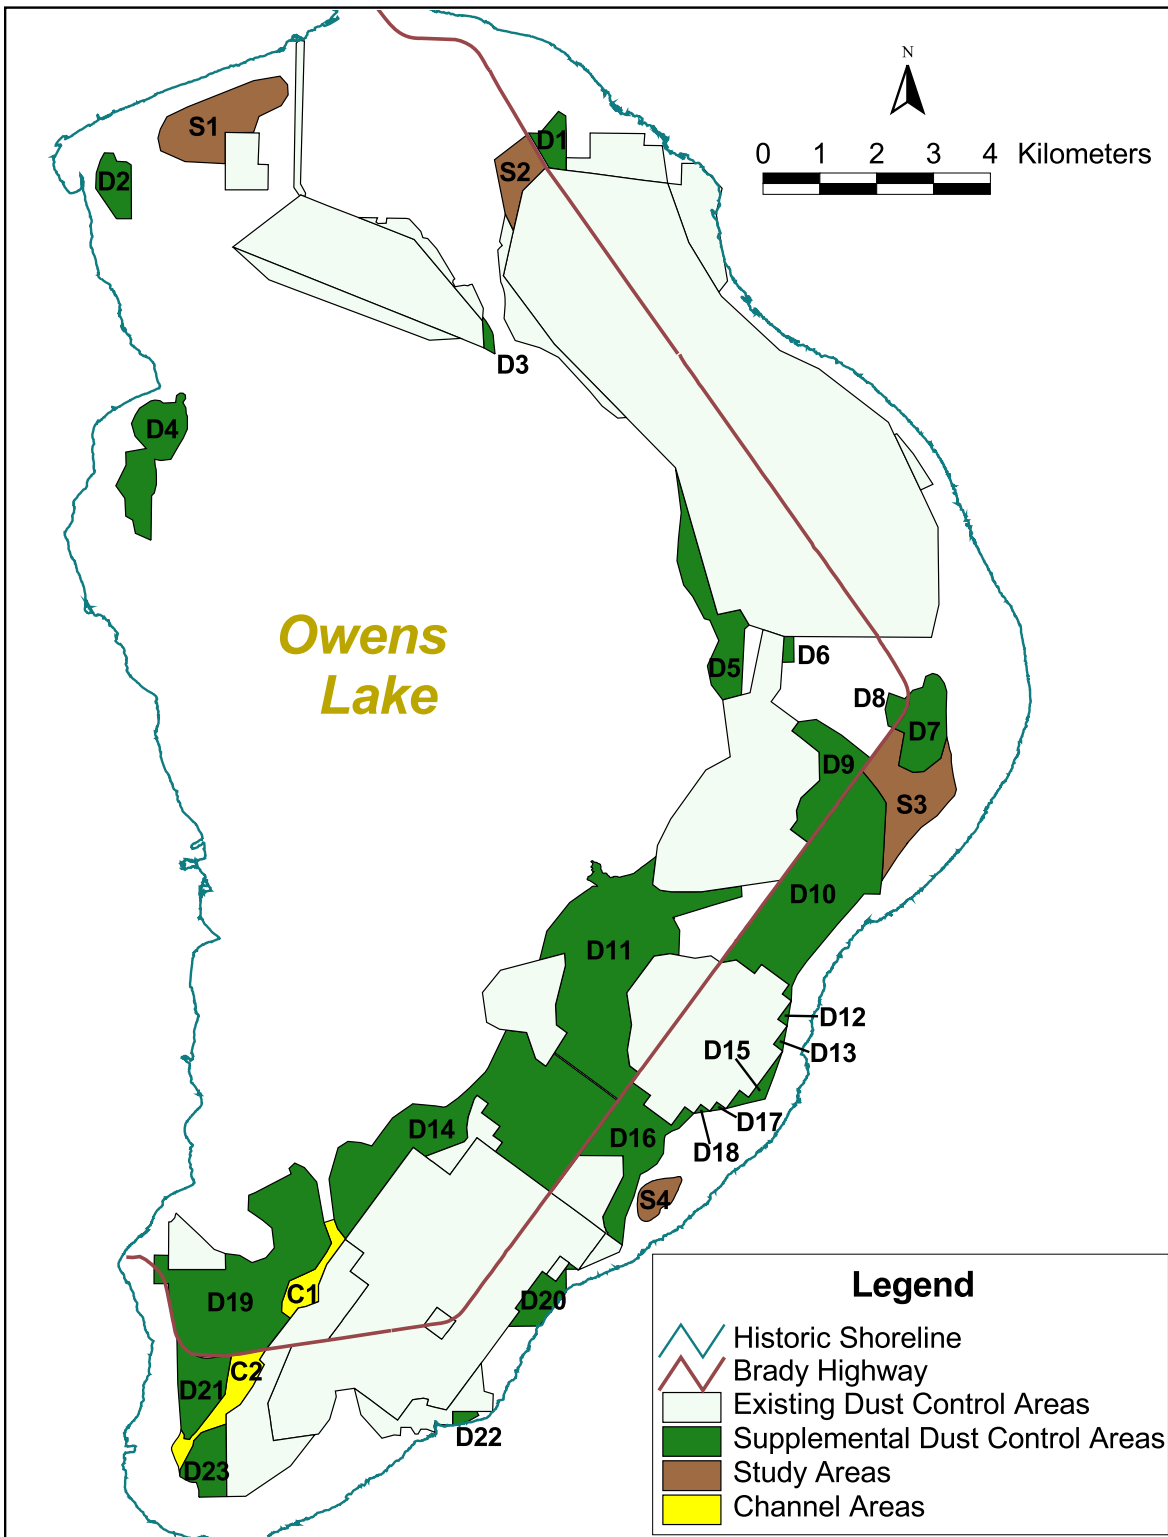 N
0 1 2 3 4 Kilometers
S1
D1
S2
D2
D3
D4
Owens
Lake
D5
D6
D8
D7
D9
S3
D10
D11
D12
D13
D15
D14
D17
D16
D18
S4
C1
D19
D20
C2
D21
D22
D23
Legend
Historic Shoreline
Brady Highway
Existing Dust Control Areas
Supplemental Dust Control Areas
Study Areas
Channel Areas